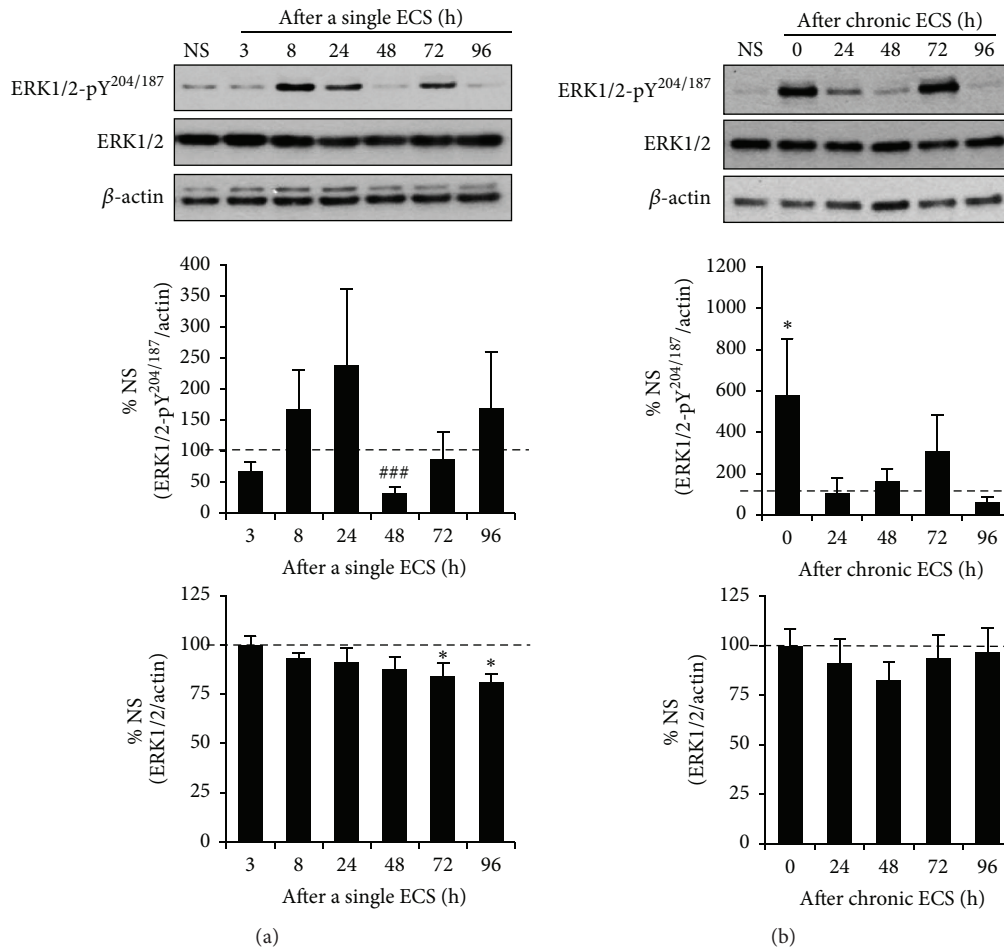 After a single ECS (h)
NS 3 8 24 48 72 96
ERK1/2-pY204/187
ERK1/2
β-actin
% NS
(ERK1/2-pY204/187/actin)
400
350
300
250
200
150
100
50
0
###
3 8 24 48 72 96
After a single ECS (h)
% NS
(ERK1/2/actin)
125
100
75
50
25
0
* *
3 8 24 48 72 96
After a single ECS (h)
(a)
After chronic ECS (h)
NS 0 24 48 72 96
ERK1/2-pY204/187
ERK1/2
β-actin
% NS
(ERK1/2-pY204/187/actin)
1200
1000
800
600
400
200
0
*
0 24 48 72 96
After chronic ECS (h)
% NS
(ERK1/2/actin)
125
100
75
50
25
0
0 24 48 72 96
After chronic ECS (h)
(b)